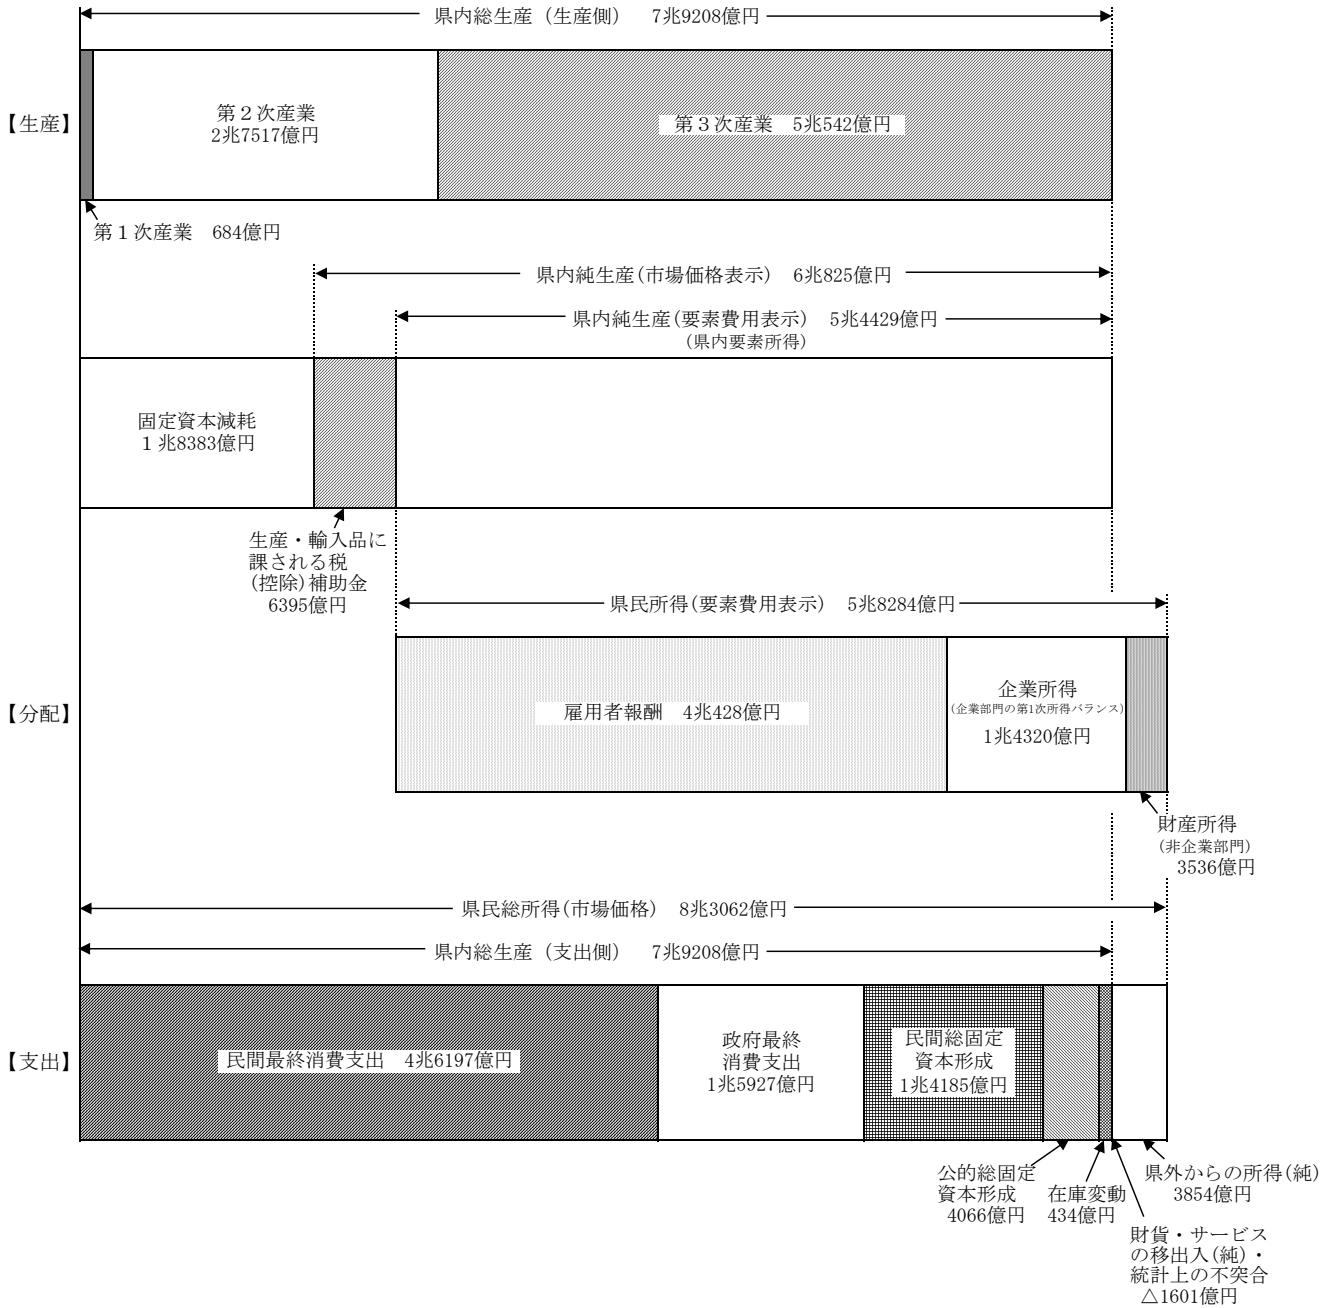 県内総生産（生産側）　7兆9208億円
【生産】
第２次産業
2兆7517億円
第３次産業　5兆542億円
第１次産業　684億円
県内純生産(市場価格表示)　6兆825億円
県内純生産(要素費用表示)　5兆4429億円
(県内要素所得)
固定資本減耗
１兆8383億円
生産・輸入品に
課される税
(控除)補助金
6395億円
県民所得(要素費用表示)　5兆8284億円
【分配】
雇用者報酬　4兆428億円
企業所得
(企業部門の第1次所得バランス)
1兆4320億円
財産所得
(非企業部門)
3536億円
県民総所得(市場価格)　8兆3062億円
県内総生産（支出側）　7兆9208億円
【支出】
民間最終消費支出　4兆6197億円
政府最終
消費支出
1兆5927億円
民間総固定
資本形成
1兆4185億円
公的総固定
資本形成
4066億円
在庫変動
434億円
県外からの所得(純)
3854億円
財貨・サービス
の移出入(純)・
統計上の不突合
△1601億円